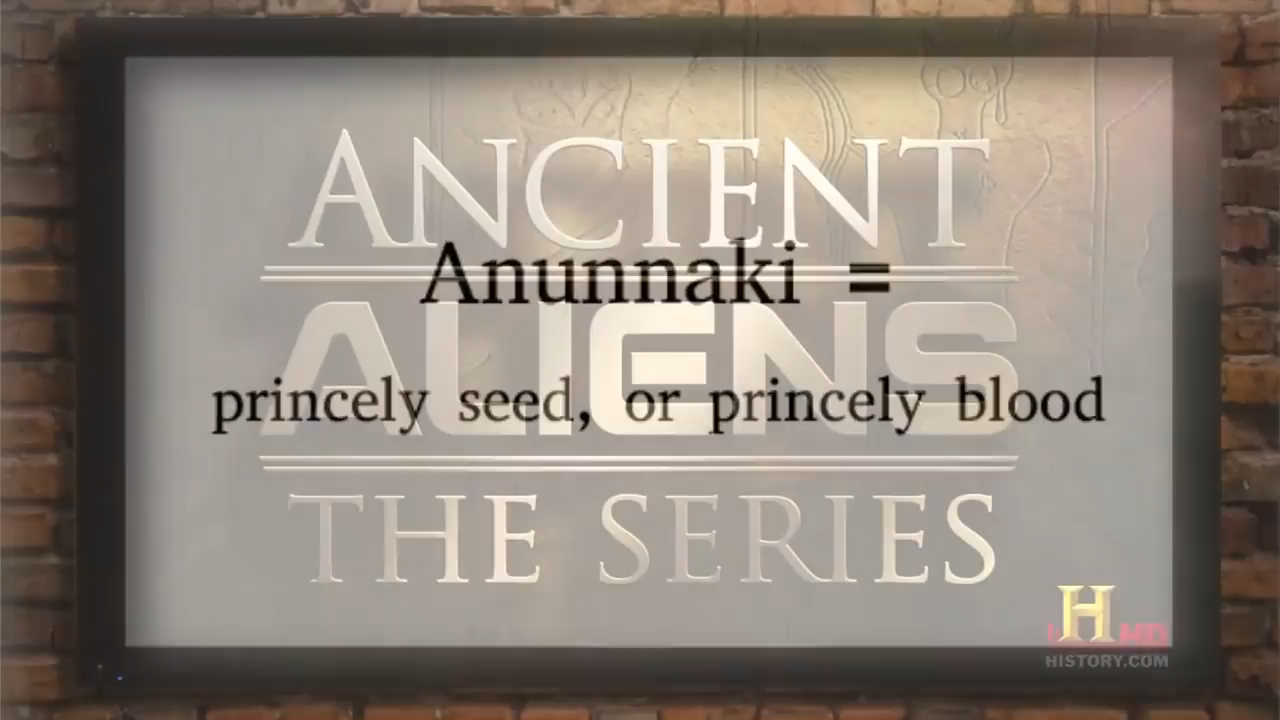 ANCIENT
Anunnaki =
ALIENS
princely seed, or princely blood
THE SERIES
H
HISTORY.COM